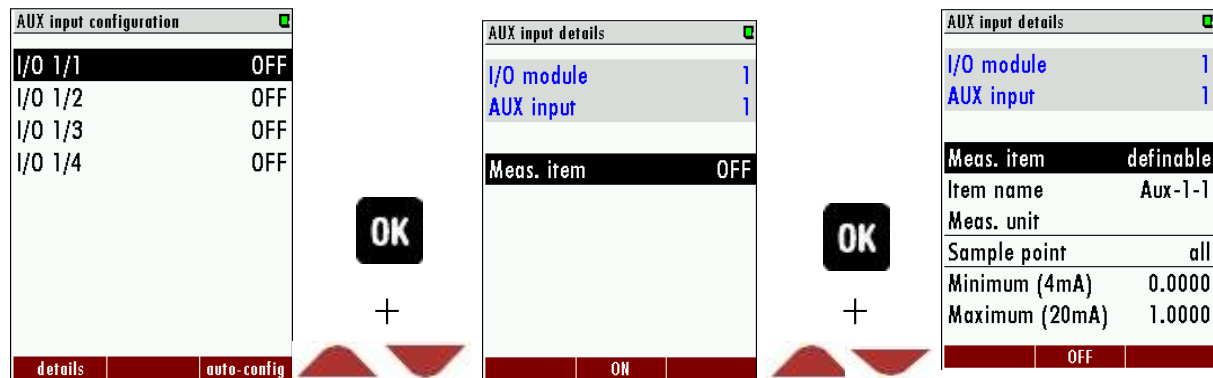 AUX input configuration
I/O 1/1 OFF
I/O 1/2 OFF
I/O 1/3 OFF
I/O 1/4 OFF
details auto-config
OK
+
AUX input details
I/O module 1
AUX input 1
Meas. item OFF
ON
OK
+
AUX input details
I/O module 1
AUX input 1
Meas. item definable
Item name Aux-1-1
Meas. unit
Sample point all
Minimum (4mA) 0.0000
Maximum (20mA) 1.0000
OFF